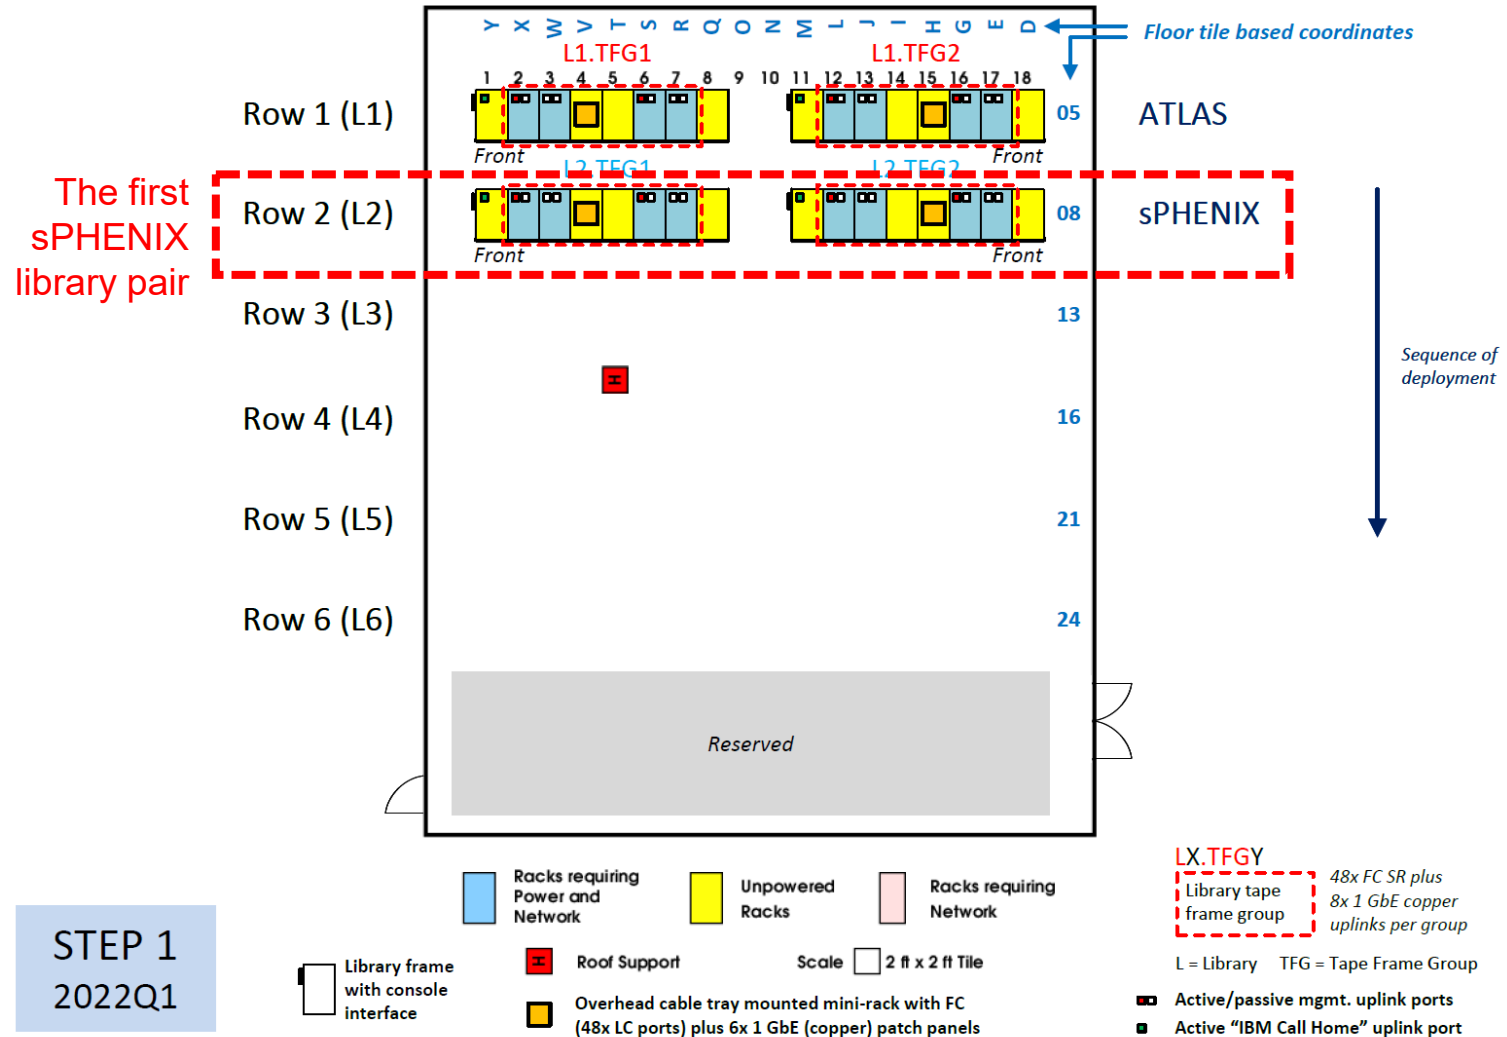 Y X W V T S R Q O N M L J I H G E D
Floor tile based coordinates
L1.TFG1 L1.TFG2
1 2 3 4 5 6 7 8 9 10 11 12 13 14 15 16 17 18
Row 1 (L1) 05 ATLAS
Front Front
L2.TFG1 L2.TFG2
The first
sPHENIX
library pair
Row 2 (L2) 08 sPHENIX
Front Front
Row 3 (L3) 13
Sequence of
deployment
H
Row 4 (L4) 16
Row 5 (L5) 21
Row 6 (L6) 24
Reserved
STEP 1
2022Q1
Racks requiring
Power and
Network
Unpowered
Racks
Racks requiring
Network
Library frame
with console
interface
H Roof Support
Scale 2 ft x 2 ft Tile
Overhead cable tray mounted mini-rack with FC
(48x LC ports) plus 6x 1 GbE (copper) patch panels
LX.TFGY
Library tape
frame group
48x FC SR plus
8x 1 GbE copper
uplinks per group
L = Library TFG = Tape Frame Group
Active/passive mgmt. uplink ports
Active “IBM Call Home” uplink port